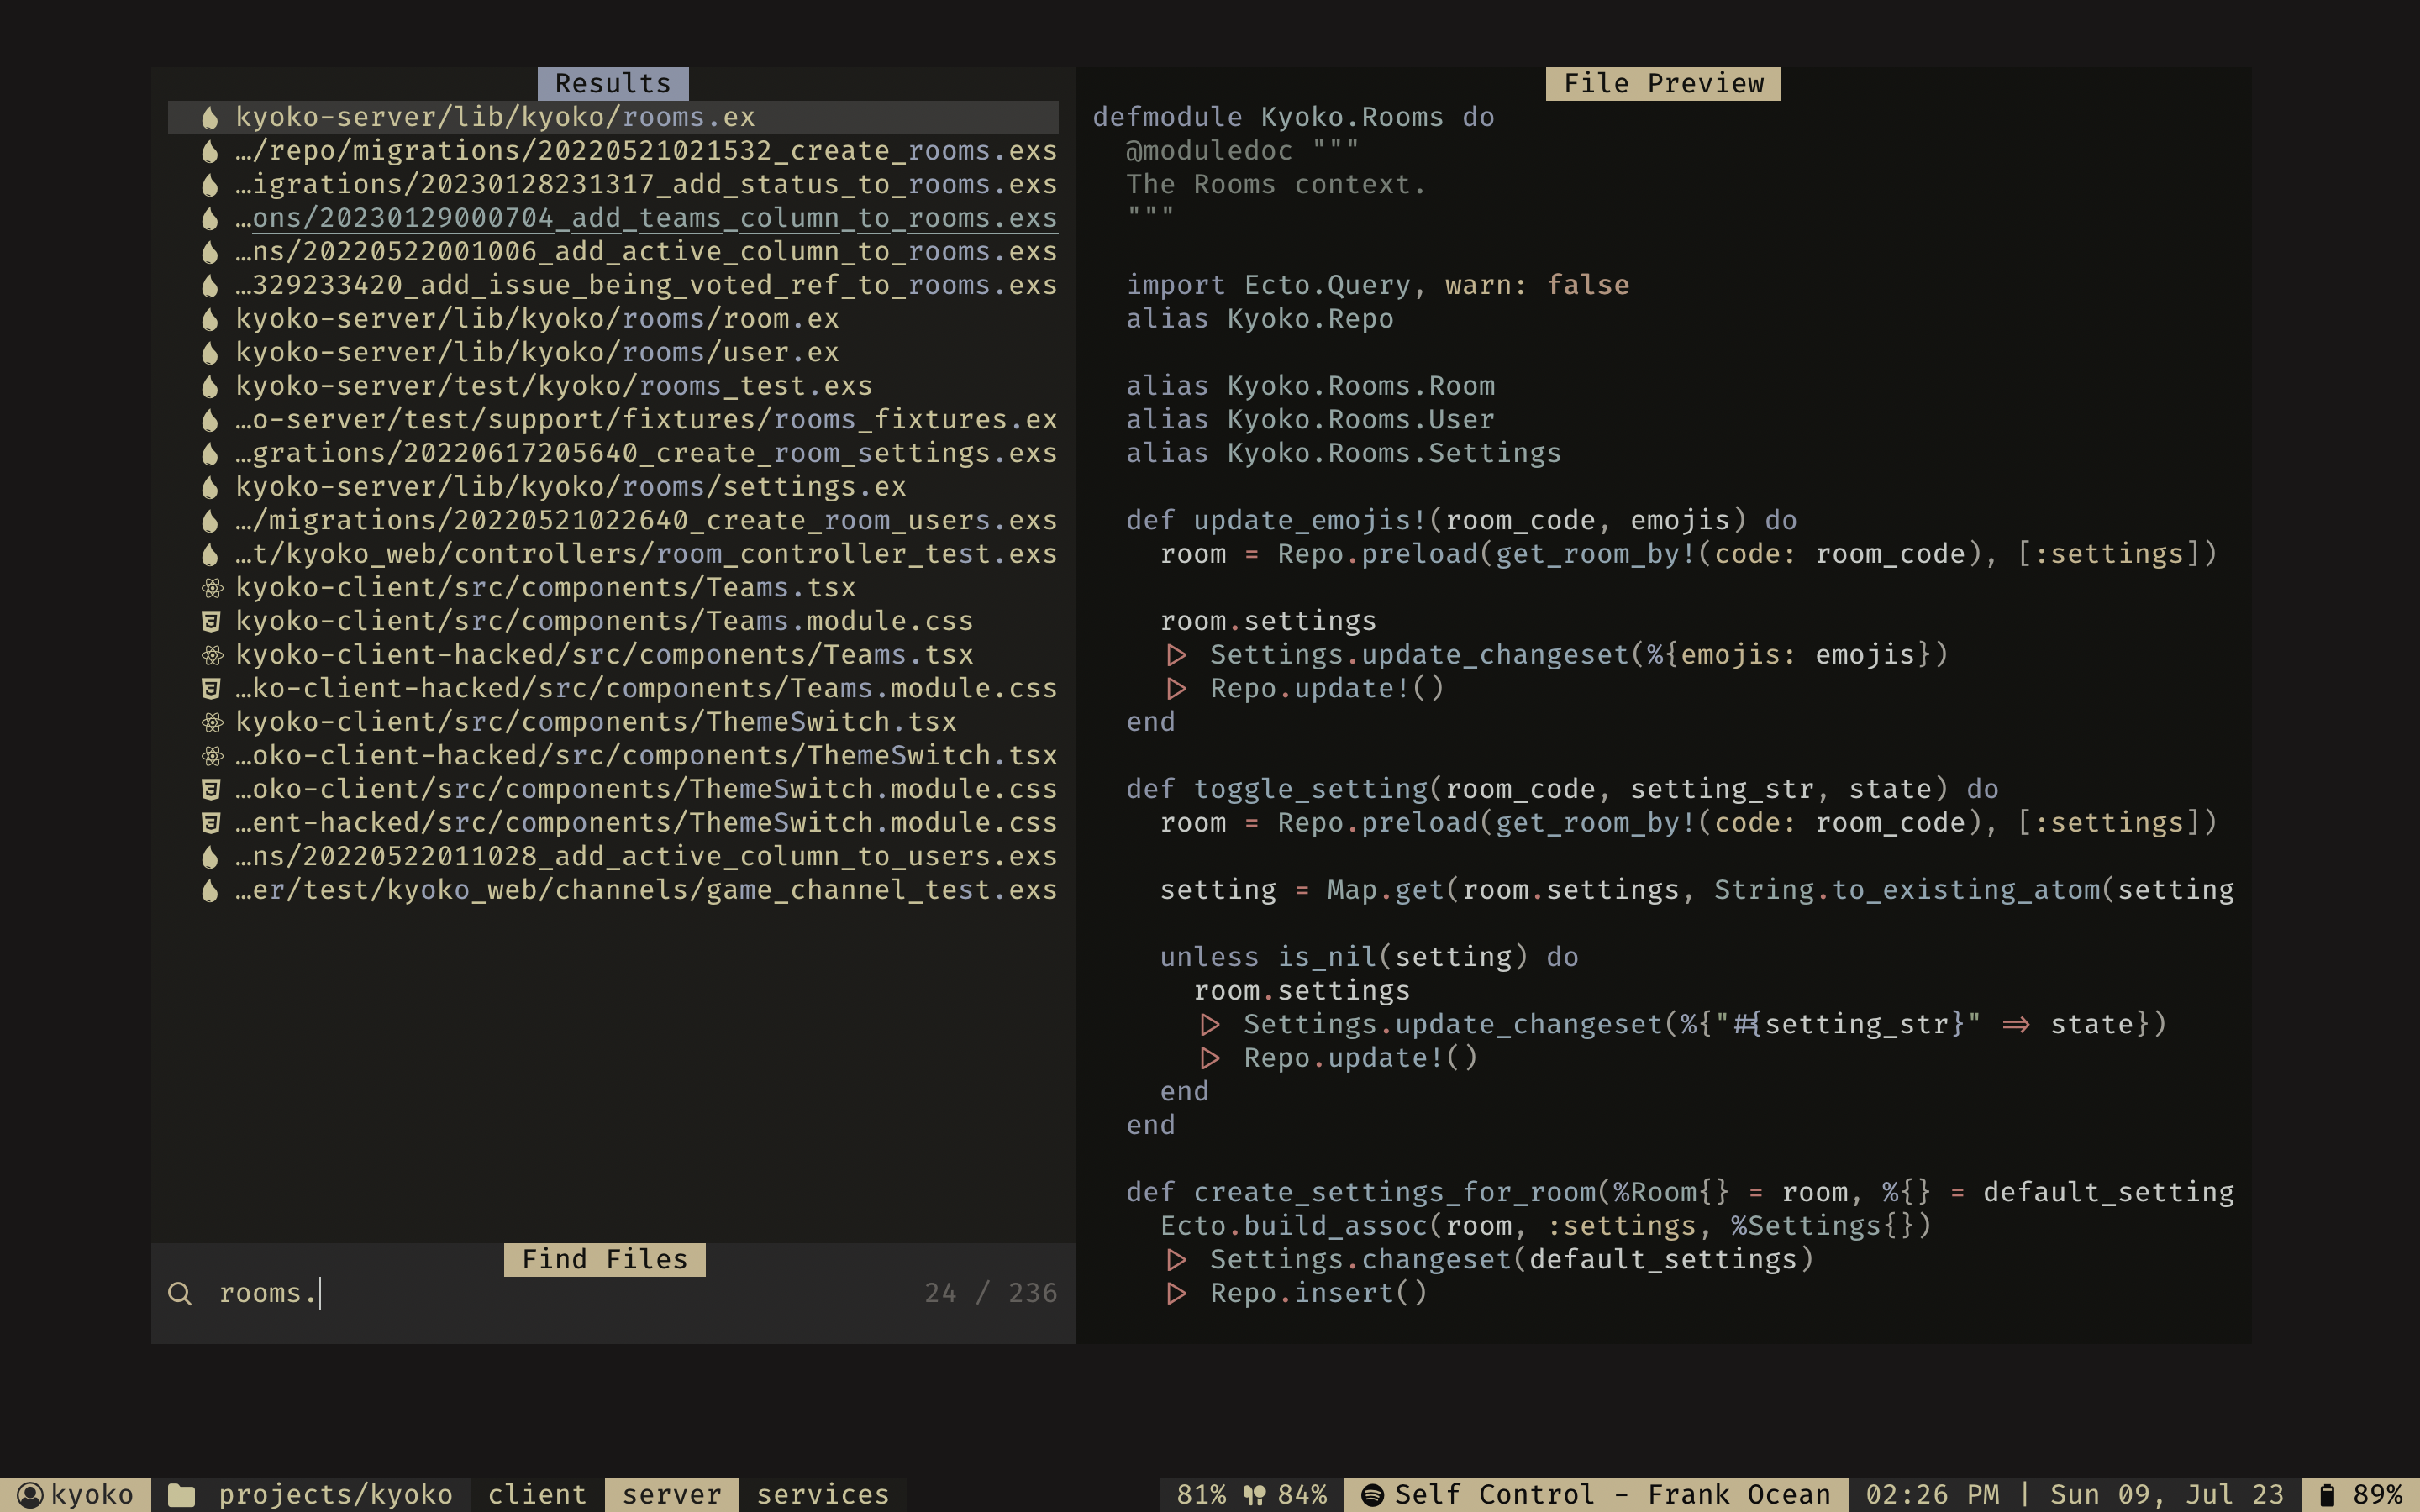 Results
kyoko-server/lib/kyoko/rooms.ex
…/repo/migrations/20220521021532_create_rooms.exs
…igrations/20230128231317_add_status_to_rooms.exs
…ons/20230129000704_add_teams_column_to_rooms.exs
…ns/20220522001006_add_active_column_to_rooms.exs
…329233420_add_issue_being_voted_ref_to_rooms.exs
kyoko-server/lib/kyoko/rooms/room.ex
kyoko-server/lib/kyoko/rooms/user.ex
kyoko-server/test/kyoko/rooms_test.exs
…o-server/test/support/fixtures/rooms_fixtures.ex
…grations/20220617205640_create_room_settings.exs
kyoko-server/lib/kyoko/rooms/settings.ex
…/migrations/20220521022640_create_room_users.exs
…t/kyoko_web/controllers/room_controller_test.exs
kyoko-client/src/components/Teams.tsx
kyoko-client/src/components/Teams.module.css
kyoko-client-hacked/src/components/Teams.tsx
…ko-client-hacked/src/components/Teams.module.css
kyoko-client/src/components/ThemeSwitch.tsx
…oko-client-hacked/src/components/ThemeSwitch.tsx
…oko-client/src/components/ThemeSwitch.module.css
…ent-hacked/src/components/ThemeSwitch.module.css
…ns/20220522011028_add_active_column_to_users.exs
…er/test/kyoko_web/channels/game_channel_test.exs
Find Files
rooms. 24 / 236
File Preview
defmodule Kyoko.Rooms do
  @moduledoc """
  The Rooms context.
  """
  import Ecto.Query, warn: false
  alias Kyoko.Repo
  alias Kyoko.Rooms.Room
  alias Kyoko.Rooms.User
  alias Kyoko.Rooms.Settings
  def update_emojis!(room_code, emojis) do
    room = Repo.preload(get_room_by!(code: room_code), [:settings])
    room.settings
    |> Settings.update_changeset(%{emojis: emojis})
    |> Repo.update!()
  end
  def toggle_setting(room_code, setting_str, state) do
    room = Repo.preload(get_room_by!(code: room_code), [:settings])
    setting = Map.get(room.settings, String.to_existing_atom(setting
    unless is_nil(setting) do
      room.settings
      |> Settings.update_changeset(%{"#{setting_str}" => state})
      |> Repo.update!()
    end
  end
  def create_settings_for_room(%Room{} = room, %{} = default_setting
    Ecto.build_assoc(room, :settings, %Settings{})
    |> Settings.changeset(default_settings)
    |> Repo.insert()
kyoko projects/kyoko client server services 81% 84% Self Control - Frank Ocean 02:26 PM | Sun 09, Jul 23 89%